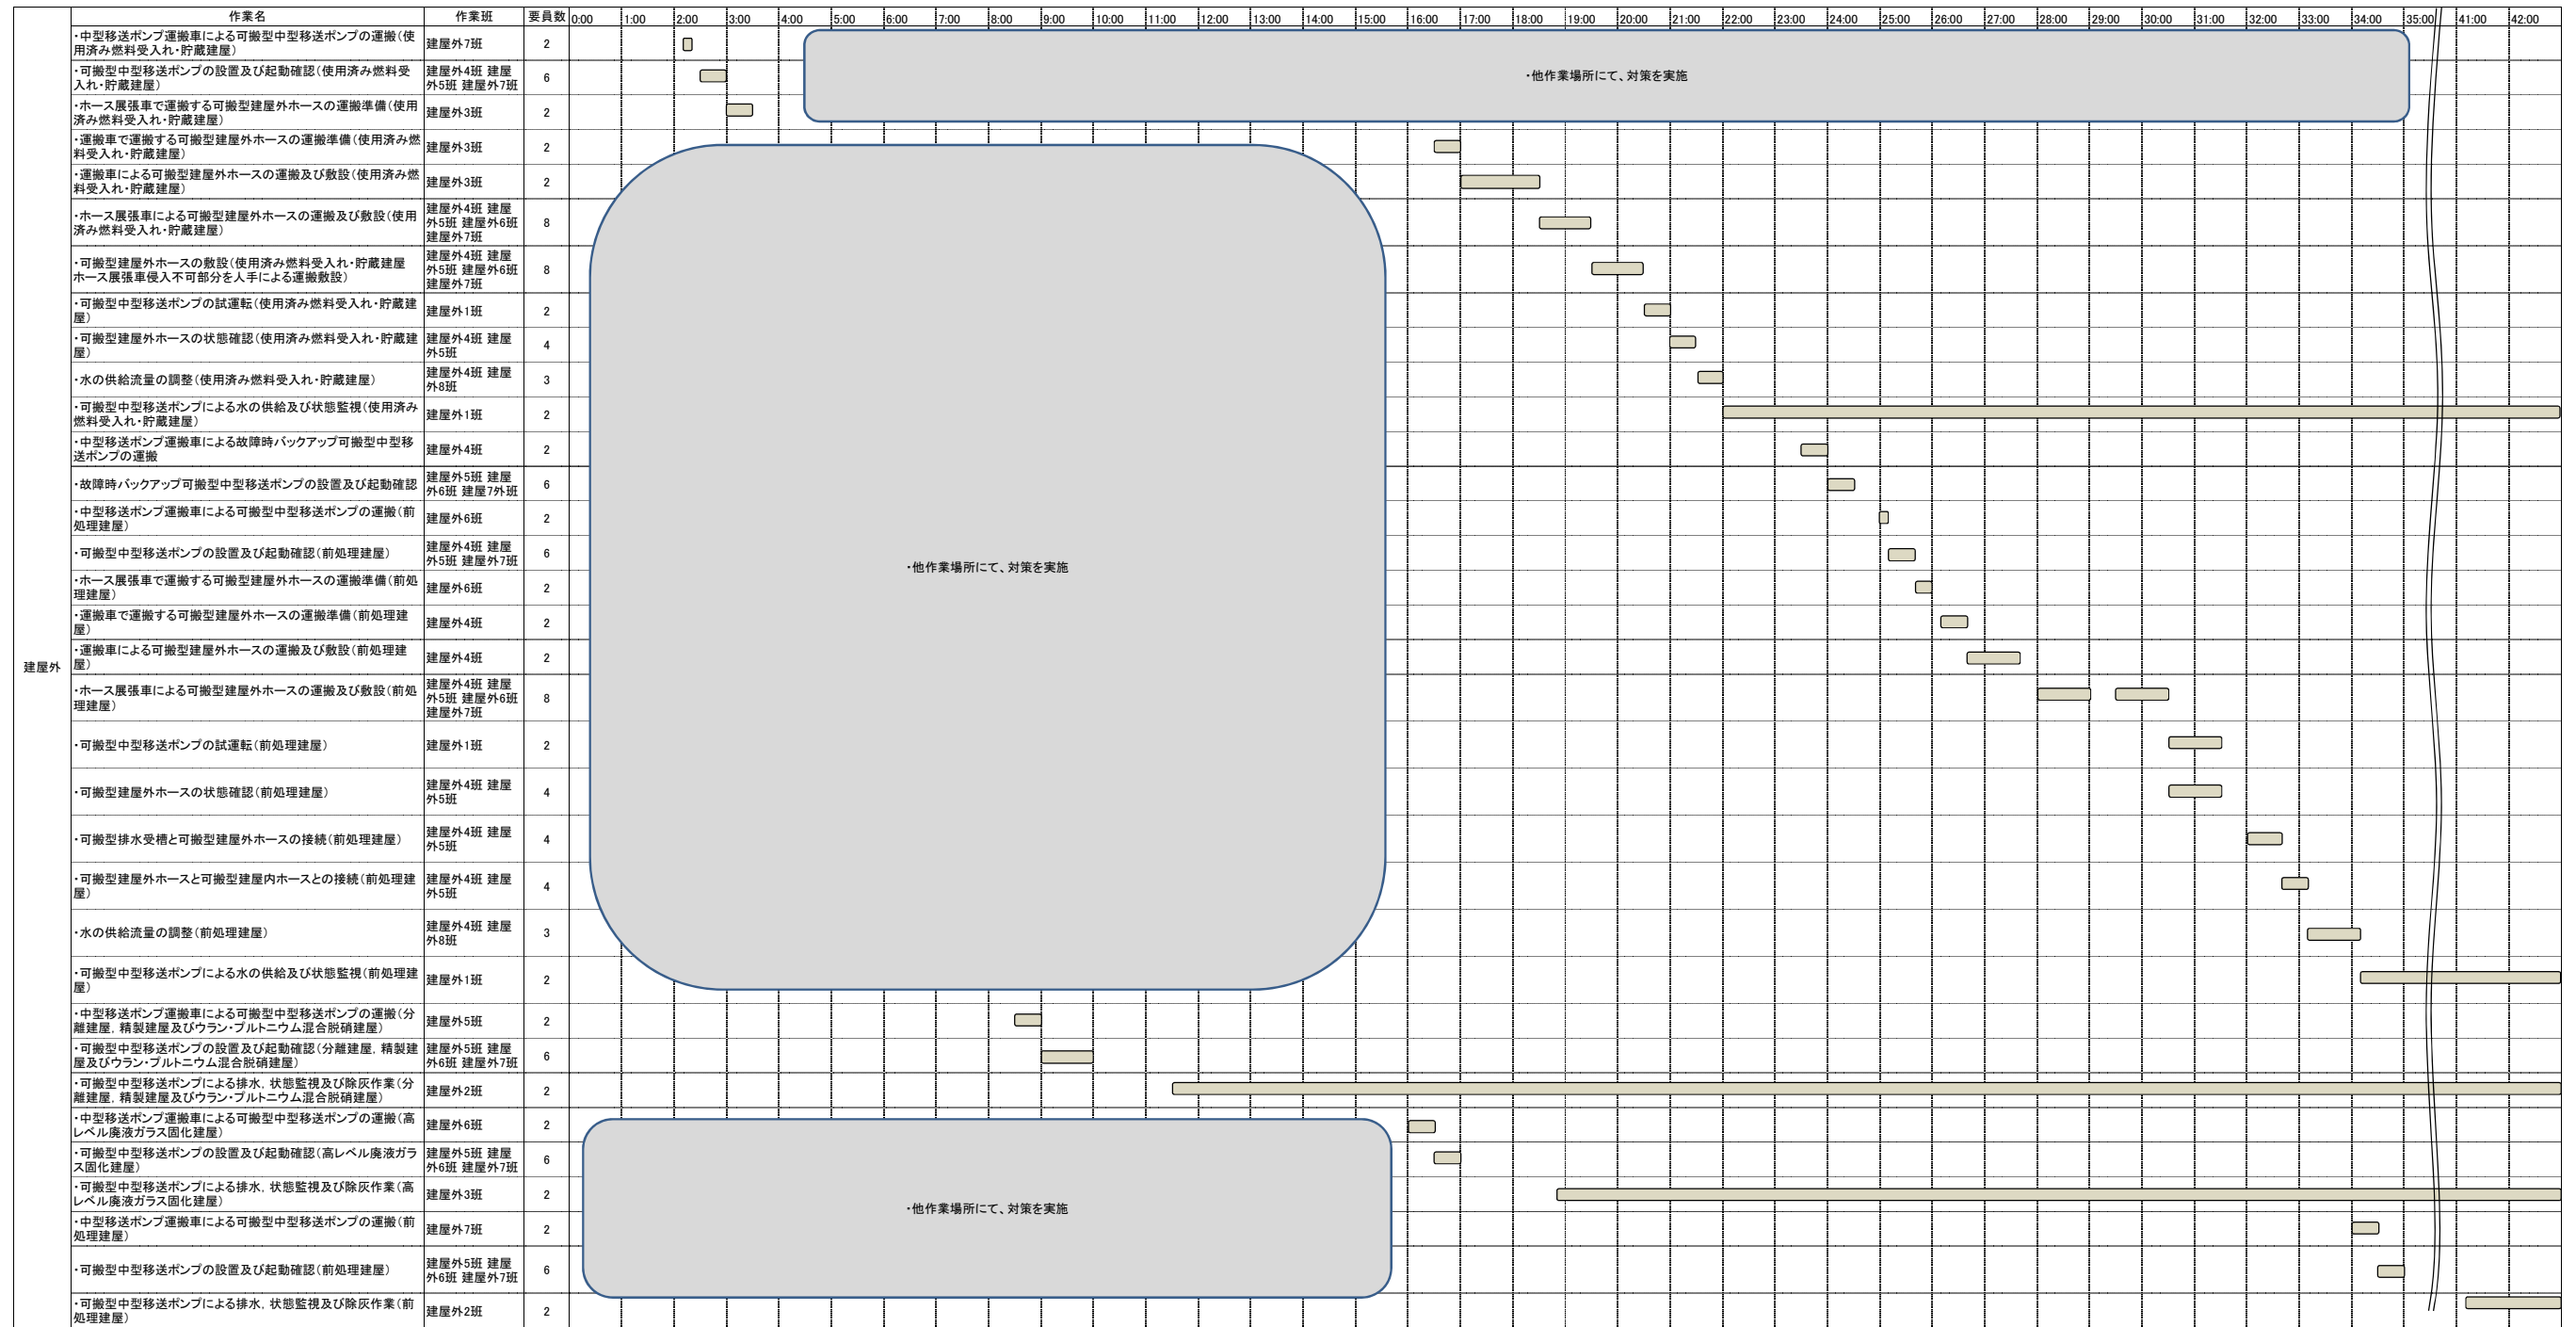 作業名 作業班 要員数 0:00 1:00 2:00 3:00 4:00 5:00 6:00 7:00 8:00 9:00 10:00 11:00 12:00 13:00 14:00 15:00 16:00 17:00 18:00 19:00 20:00 21:00 22:00 23:00 24:00 25:00 26:00 27:00 28:00 29:00 30:00 31:00 32:00 33:00 34:00 35:00 41:00 42:00
建屋外
・中型移送ポンプ運搬車による可搬型中型移送ポンプの運搬(使
用済み燃料受入れ・貯蔵建屋)
建屋外7班
2
・可搬型中型移送ポンプの設置及び起動確認(使用済み燃料受
入れ・貯蔵建屋)
建屋外4班 建屋
外5班 建屋外7班
6
・他作業場所にて、対策を実施
・ホース展張車で運搬する可搬型建屋外ホースの運搬準備(使用
済み燃料受入れ・貯蔵建屋)
建屋外3班
2
・運搬車で運搬する可搬型建屋外ホースの運搬準備(使用済み燃
料受入れ・貯蔵建屋)
建屋外3班
2
・運搬車による可搬型建屋外ホースの運搬及び敷設(使用済み燃
料受入れ・貯蔵建屋)
建屋外3班
2
・ホース展張車による可搬型建屋外ホースの運搬及び敷設(使用
済み燃料受入れ・貯蔵建屋)
建屋外4班 建屋
外5班 建屋外6班
建屋外7班
8
・可搬型建屋外ホースの敷設(使用済み燃料受入れ・貯蔵建屋
ホース展張車侵入不可部分を人手による運搬敷設)
建屋外4班 建屋
外5班 建屋外6班
建屋外7班
8
・可搬型中型移送ポンプの試運転(使用済み燃料受入れ・貯蔵建
屋)
建屋外1班
2
・可搬型建屋外ホースの状態確認(使用済み燃料受入れ・貯蔵建
屋)
建屋外4班 建屋
外5班
4
・水の供給流量の調整(使用済み燃料受入れ・貯蔵建屋)
建屋外4班 建屋
外8班
3
・可搬型中型移送ポンプによる水の供給及び状態監視(使用済み
燃料受入れ・貯蔵建屋)
建屋外1班
2
・中型移送ポンプ運搬車による故障時バックアップ可搬型中型移
送ポンプの運搬
建屋外4班
2
・故障時バックアップ可搬型中型移送ポンプの設置及び起動確認
建屋外5班 建屋
外6班 建屋7外班
6
・中型移送ポンプ運搬車による可搬型中型移送ポンプの運搬(前
処理建屋)
建屋外6班
2
・可搬型中型移送ポンプの設置及び起動確認(前処理建屋)
建屋外4班 建屋
外5班 建屋外7班
6
・他作業場所にて、対策を実施
・ホース展張車で運搬する可搬型建屋外ホースの運搬準備(前処
理建屋)
建屋外6班
2
・運搬車で運搬する可搬型建屋外ホースの運搬準備(前処理建
屋)
建屋外4班
2
・運搬車による可搬型建屋外ホースの運搬及び敷設(前処理建
屋)
建屋外4班
2
・ホース展張車による可搬型建屋外ホースの運搬及び敷設(前処
理建屋)
建屋外4班 建屋
外5班 建屋外6班
建屋外7班
8
・可搬型中型移送ポンプの試運転(前処理建屋)
建屋外1班
2
・可搬型建屋外ホースの状態確認(前処理建屋)
建屋外4班 建屋
外5班
4
・可搬型排水受槽と可搬型建屋外ホースの接続(前処理建屋)
建屋外4班 建屋
外5班
4
・可搬型建屋外ホースと可搬型建屋内ホースとの接続(前処理建
屋)
建屋外4班 建屋
外5班
4
・水の供給流量の調整(前処理建屋)
建屋外4班 建屋
外8班
3
・可搬型中型移送ポンプによる水の供給及び状態監視(前処理建
屋)
建屋外1班
2
・中型移送ポンプ運搬車による可搬型中型移送ポンプの運搬(分
離建屋, 精製建屋及びウラン・プルトニウム混合脱硝建屋)
建屋外5班
2
・可搬型中型移送ポンプの設置及び起動確認(分離建屋, 精製建
屋及びウラン・プルトニウム混合脱硝建屋)
建屋外5班 建屋
外6班 建屋外7班
6
・可搬型中型移送ポンプによる排水, 状態監視及び除灰作業(分
離建屋, 精製建屋及びウラン・プルトニウム混合脱硝建屋)
建屋外2班
2
・中型移送ポンプ運搬車による可搬型中型移送ポンプの運搬(高
レベル廃液ガラス固化建屋)
建屋外6班
2
・可搬型中型移送ポンプの設置及び起動確認(高レベル廃液ガラ
ス固化建屋)
建屋外5班 建屋
外6班 建屋外7班
6
・可搬型中型移送ポンプによる排水, 状態監視及び除灰作業(高
レベル廃液ガラス固化建屋)
建屋外3班
2
・他作業場所にて、対策を実施
・中型移送ポンプ運搬車による可搬型中型移送ポンプの運搬(前
処理建屋)
建屋外7班
2
・可搬型中型移送ポンプの設置及び起動確認(前処理建屋)
建屋外5班 建屋
外6班 建屋外7班
6
・可搬型中型移送ポンプによる排水, 状態監視及び除灰作業(前
処理建屋)
建屋外2班
2